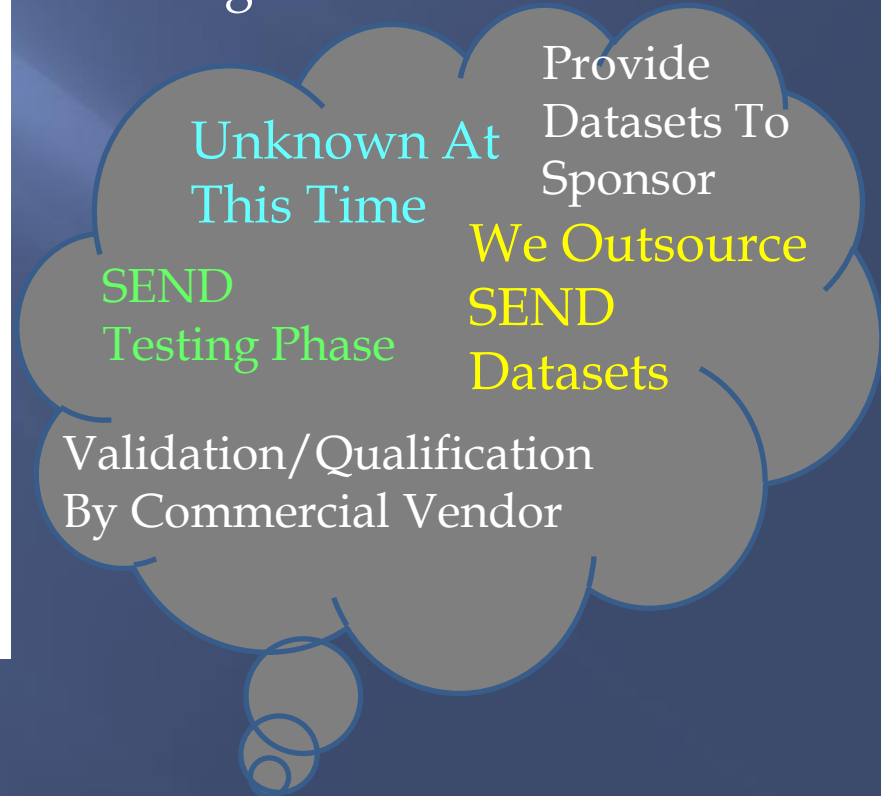 Unknown At
This Time
Provide
Datasets To
Sponsor
SEND
Testing Phase
We Outsource
SEND
Datasets
Validation/Qualification
By Commercial Vendor